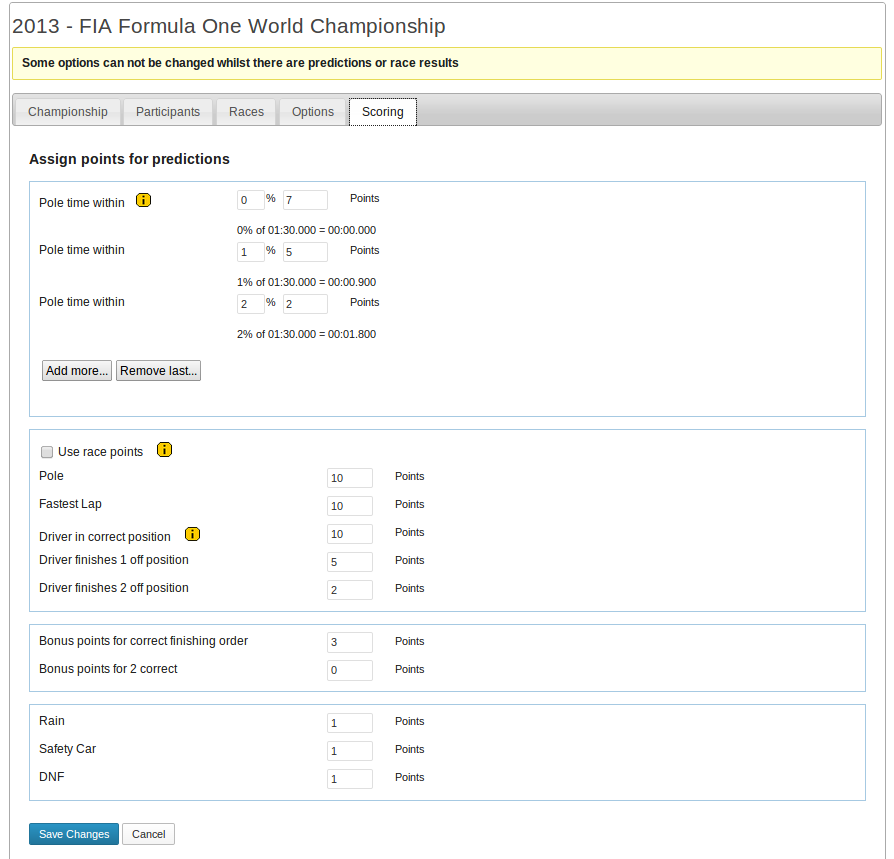 2013 - FIA Formula One World Championship
Some options can not be changed whilst there are predictions or race results
Championship Participants Races Options Scoring
Assign points for predictions
Pole time within i 0 % 7 Points
0% of 01:30.000 = 00:00.000
Pole time within 1 % 5 Points
1% of 01:30.000 = 00:00.900
Pole time within 2 % 2 Points
2% of 01:30.000 = 00:01.800
Add more... Remove last...
Use race points i
Pole 10 Points
Fastest Lap 10 Points
Driver in correct position i 10 Points
Driver finishes 1 off position 5 Points
Driver finishes 2 off position 2 Points
Bonus points for correct finishing order 3 Points
Bonus points for 2 correct 0 Points
Rain 1 Points
Safety Car 1 Points
DNF 1 Points
Save Changes Cancel